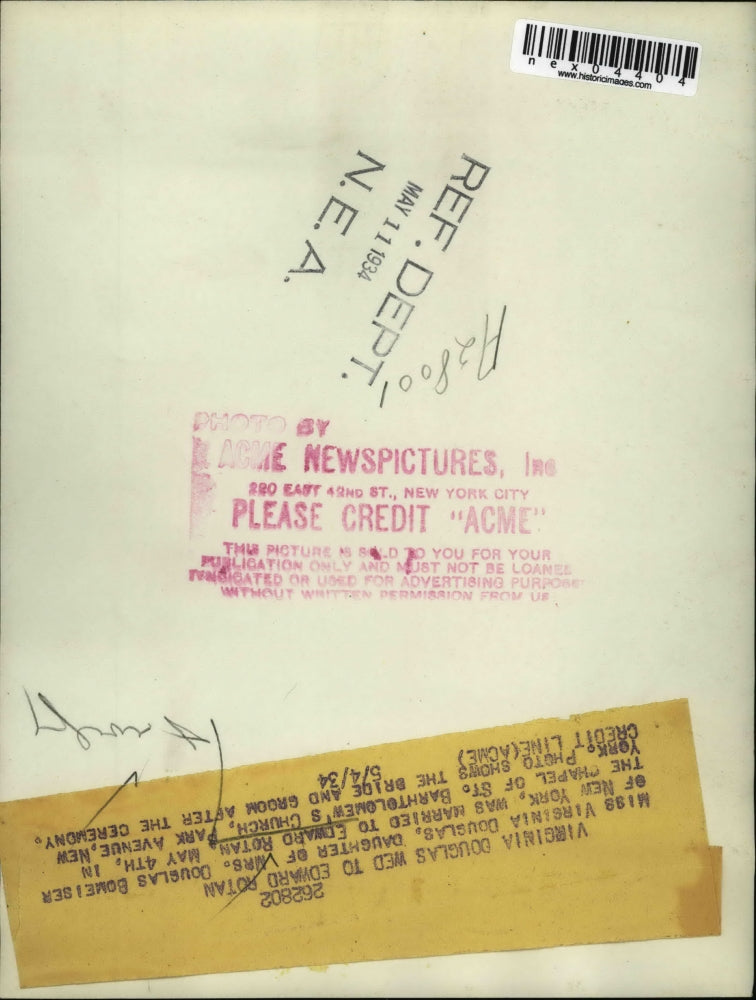 nex04404
www.historicimages.com
REF. DEPT.
MAY 11 1934
N.E.A.
PHOTO BY
ACME NEWSPICTURES, Inc
220 EAST 42ND ST., NEW YORK CITY
PLEASE CREDIT "ACME"
THIS PICTURE IS SOLD TO YOU FOR YOUR
PUBLICATION ONLY AND MUST NOT BE LOANED
SYNDICATED OR USED FOR ADVERTISING PURPOSES
WITHOUT WRITTEN PERMISSION FROM US
262802
VIRGINIA DOUGLAS WED TO EDWARD ROTAN
MISS VIRGINIA DOUGLAS, DAUGHTER OF MRS. DOUGLAS BOMEISER
OF NEW YORK, WAS MARRIED TO EDWARD ROTAN, MAY 4TH, IN
THE CHAPEL OF ST. BARHTOLOMEW'S CHURCH, PARK AVENUE, NEW
YORK. PHOTO SHOWS THE BRIDE AND GROOM AFTER THE CEREMONY.
CREDIT LINE(ACME) 5/4/34